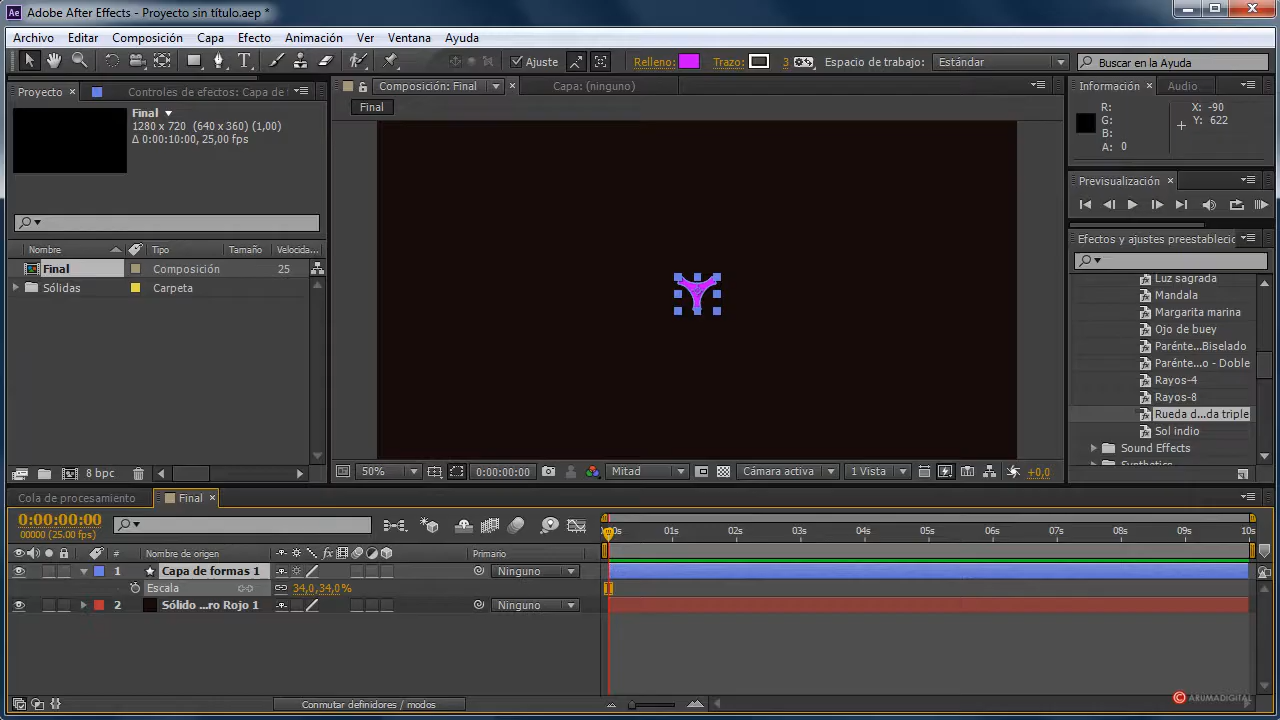 Adobe After Effects - Proyecto sin título.aep *
Archivo Editar Composición Capa Efecto Animación Ver Ventana Ayuda
Ajuste Relleno: Trazo: 3 Espacio de trabajo: Estándar Buscar en la Ayuda
Proyecto Controles de efectos: Capa de f Composición: Final Capa: (ninguno) Información Audio
Final
1280 x 720 (640 x 360) (1,00)
Δ 0:00:10:00, 25,00 fps)
Final
R:
G:
B:
A: 0
X: -90
Y: 622
Previsualización
Efectos y ajustes preestablecic
Nombre Tipo Tamaño Velocida...
Final Composición 25
Sólidas Carpeta
Luz sagrada
Mandala
Margarita marina
Ojo de buey
Parénte...Biselado
Parénte...o - Doble
Rayos-4
Rayos-8
Rueda d...da triple
Sol indio
Sound Effects
8 bpc 50% 0:00:00:00 Mitad Cámara activa 1 Vista +0,0
Cola de procesamiento Final
0:00:00:00
00000 (25.00 fps)
01s 02s 03s 04s 05s 06s 07s 08s 09s 10s
# Nombre de origen Primario
1 Capa de formas 1 Ninguno
Escala 34,0,34,0%
2 Sólido ...ro Rojo 1 Ninguno
Conmutar definidores / modos
© ARUMADIGITAL